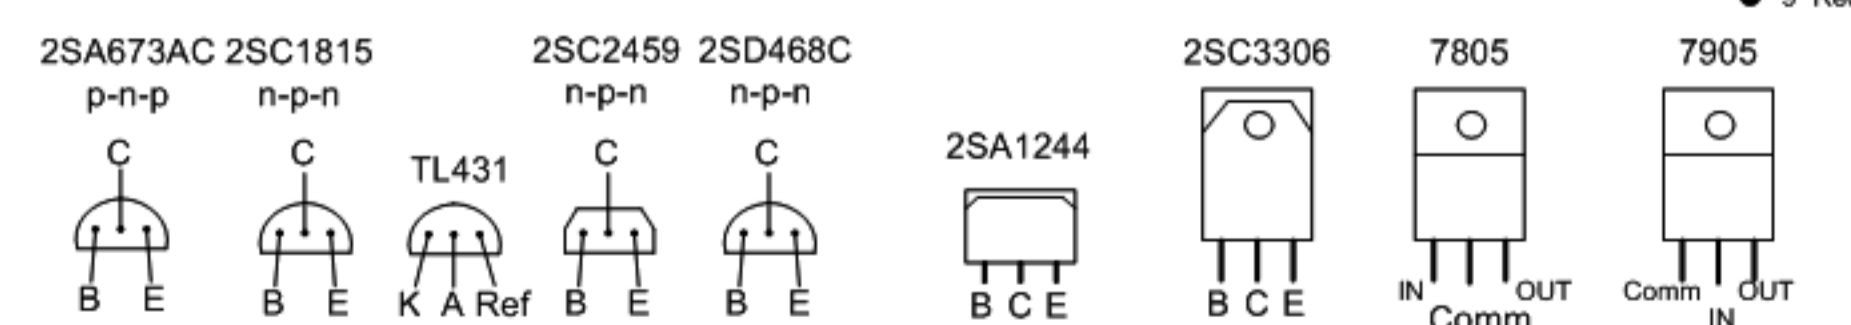 2SA673AC 2SC1815 2SC2459 2SD468C 2SC3306 7805 7905
p-n-p n-p-n n-p-n n-p-n
2SA1244
C C TL431 C C
B E B E K A Ref B E B E B C E B C E IN Comm OUT Comm IN OUT